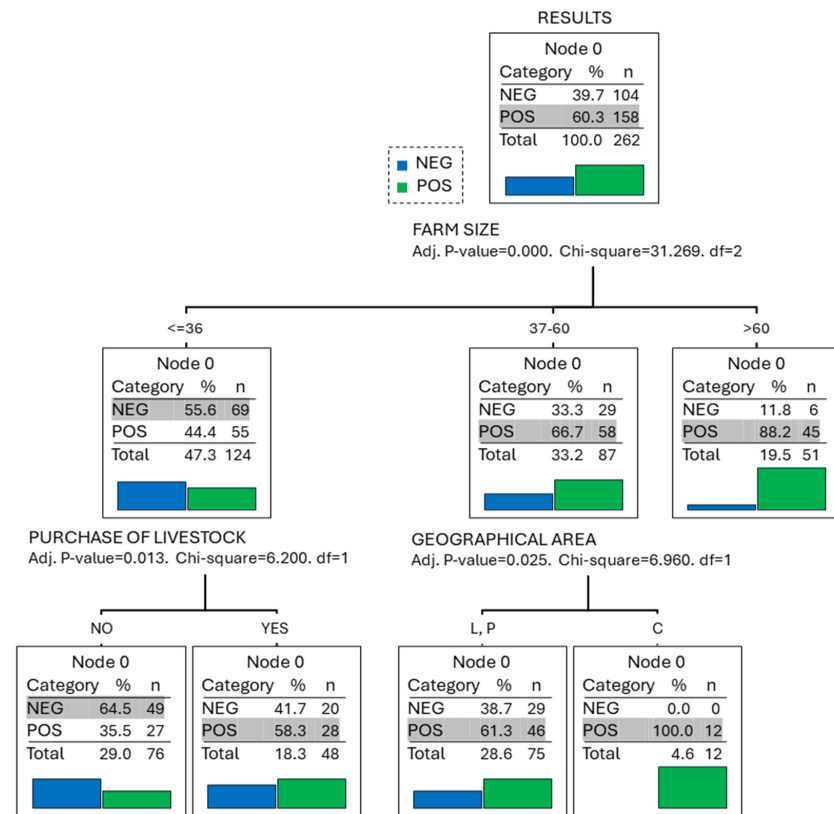 RESULTS
Node 0
Category % n
NEG 39.7 104
POS 60.3 158
Total 100.0 262
NEG
POS
FARM SIZE
Adj. P-value=0.000. Chi-square=31.269. df=2
<=36 37-60 >60
Node 0 Node 0 Node 0
Category % n Category % n Category % n
NEG 55.6 69 NEG 33.3 29 NEG 11.8 6
POS 44.4 55 POS 66.7 58 POS 88.2 45
Total 47.3 124 Total 33.2 87 Total 19.5 51
PURCHASE OF LIVESTOCK GEOGRAPHICAL AREA
Adj. P-value=0.013. Chi-square=6.200. df=1 Adj. P-value=0.025. Chi-square=6.960. df=1
NO YES L, P C
Node 0 Node 0 Node 0 Node 0
Category % n Category % n Category % n Category % n
NEG 64.5 49 NEG 41.7 20 NEG 38.7 29 NEG 0.0 0
POS 35.5 27 POS 58.3 28 POS 61.3 46 POS 100.0 12
Total 29.0 76 Total 18.3 48 Total 28.6 75 Total 4.6 12